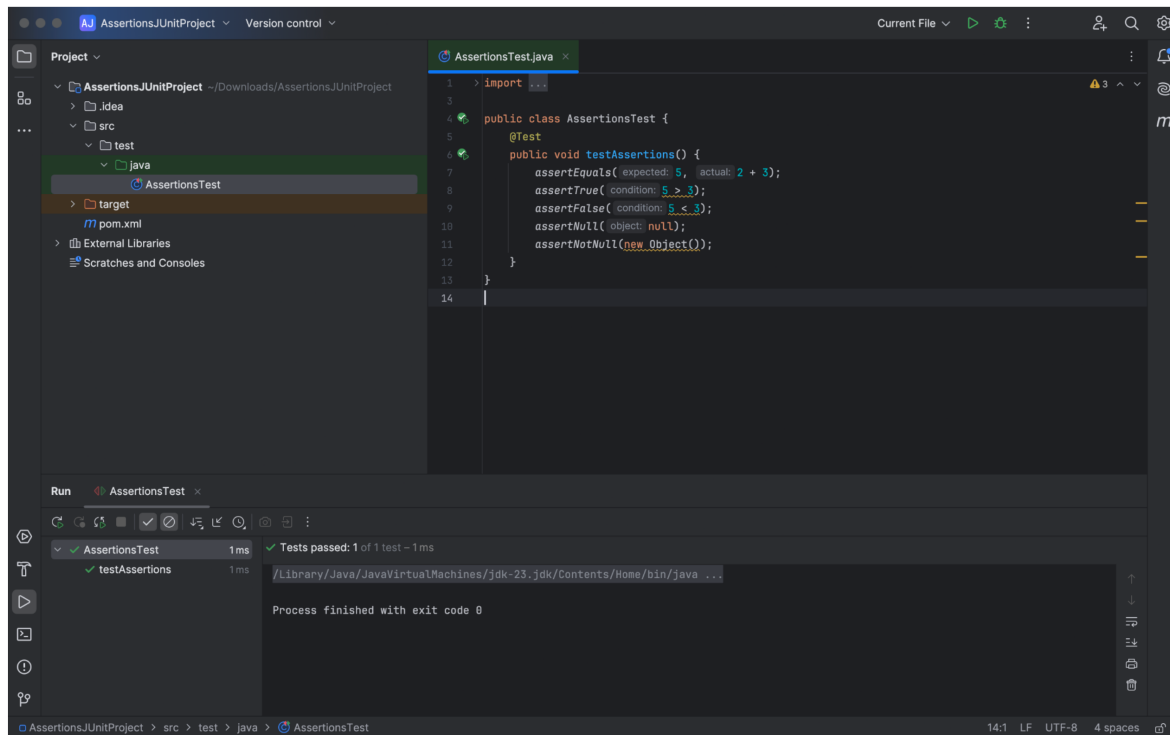 AJ AssertionsJUnitProject Version control Current File
Project
AssertionsJUnitProject ~/Downloads/AssertionsJUnitProject
.idea
src
test
java
AssertionsTest
target
m pom.xml
External Libraries
Scratches and Consoles
AssertionsTest.java
3
m
1 import ...
3
4 public class AssertionsTest {
5 @Test
6 public void testAssertions() {
7 assertEquals( expected: 5, actual: 2 + 3);
8 assertTrue( condition: 5 > 3);
9 assertFalse( condition: 5 < 3);
10 assertNull( object: null);
11 assertNotNull(new Object());
12 }
13 }
14
Run AssertionsTest
AssertionsTest 1 ms
testAssertions 1 ms
Tests passed: 1 of 1 test – 1 ms
/Library/Java/JavaVirtualMachines/jdk-23.jdk/Contents/Home/bin/java ...
Process finished with exit code 0
AssertionsJUnitProject > src > test > java > AssertionsTest 14:1 LF UTF-8 4 spaces